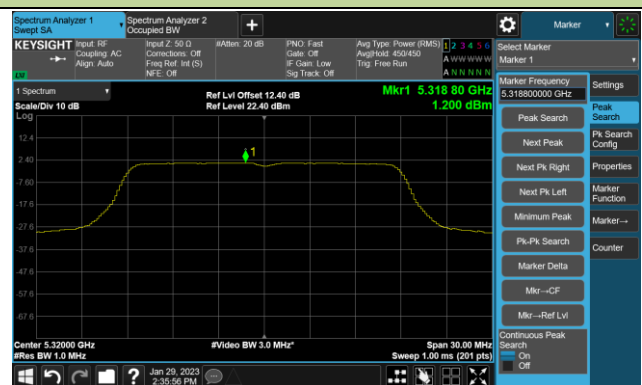 Spectrum Analyzer 1
Swept SA
Spectrum Analyzer 2
Occupied BW
Marker
KEYSIGHT
Input: RF
Coupling: AC
Align: Auto
Input Z: 50 Ω
Corrections: Off
Freq Ref: Int (S)
NFE: Off
#Atten: 20 dB
PNO: Fast
Gate: Off
IF Gain: Low
Sig Track: Off
Avg Type: Power (RMS)
Avg|Hold: 450/450
Trig: Free Run
1 2 3 4 5 6
A W W W W W
A N N N N N
LW
Select Marker
Marker 1
1 Spectrum
Scale/Div 10 dB
Log
Ref Lvl Offset 12.40 dB
Ref Level 22.40 dBm
Mkr1 5.318 80 GHz
1.200 dBm
12.4
2.40
-7.60
-17.6
-27.6
-37.6
-47.6
-57.6
-67.6
1
Center 5.32000 GHz
#Res BW 1.0 MHz
#Video BW 3.0 MHz*
Span 30.00 MHz
Sweep 1.00 ms (201 pts)
Marker Frequency
5.318800000 GHz
Peak Search
Next Peak
Next Pk Right
Next Pk Left
Minimum Peak
Pk-Pk Search
Marker Delta
Mkr→CF
Mkr→Ref Lvl
Continuous Peak
Search
On
Off
Settings
Peak
Search
Pk Search
Config
Properties
Marker
Function
Marker→
Counter
Jan 29, 2023
2:35:56 PM